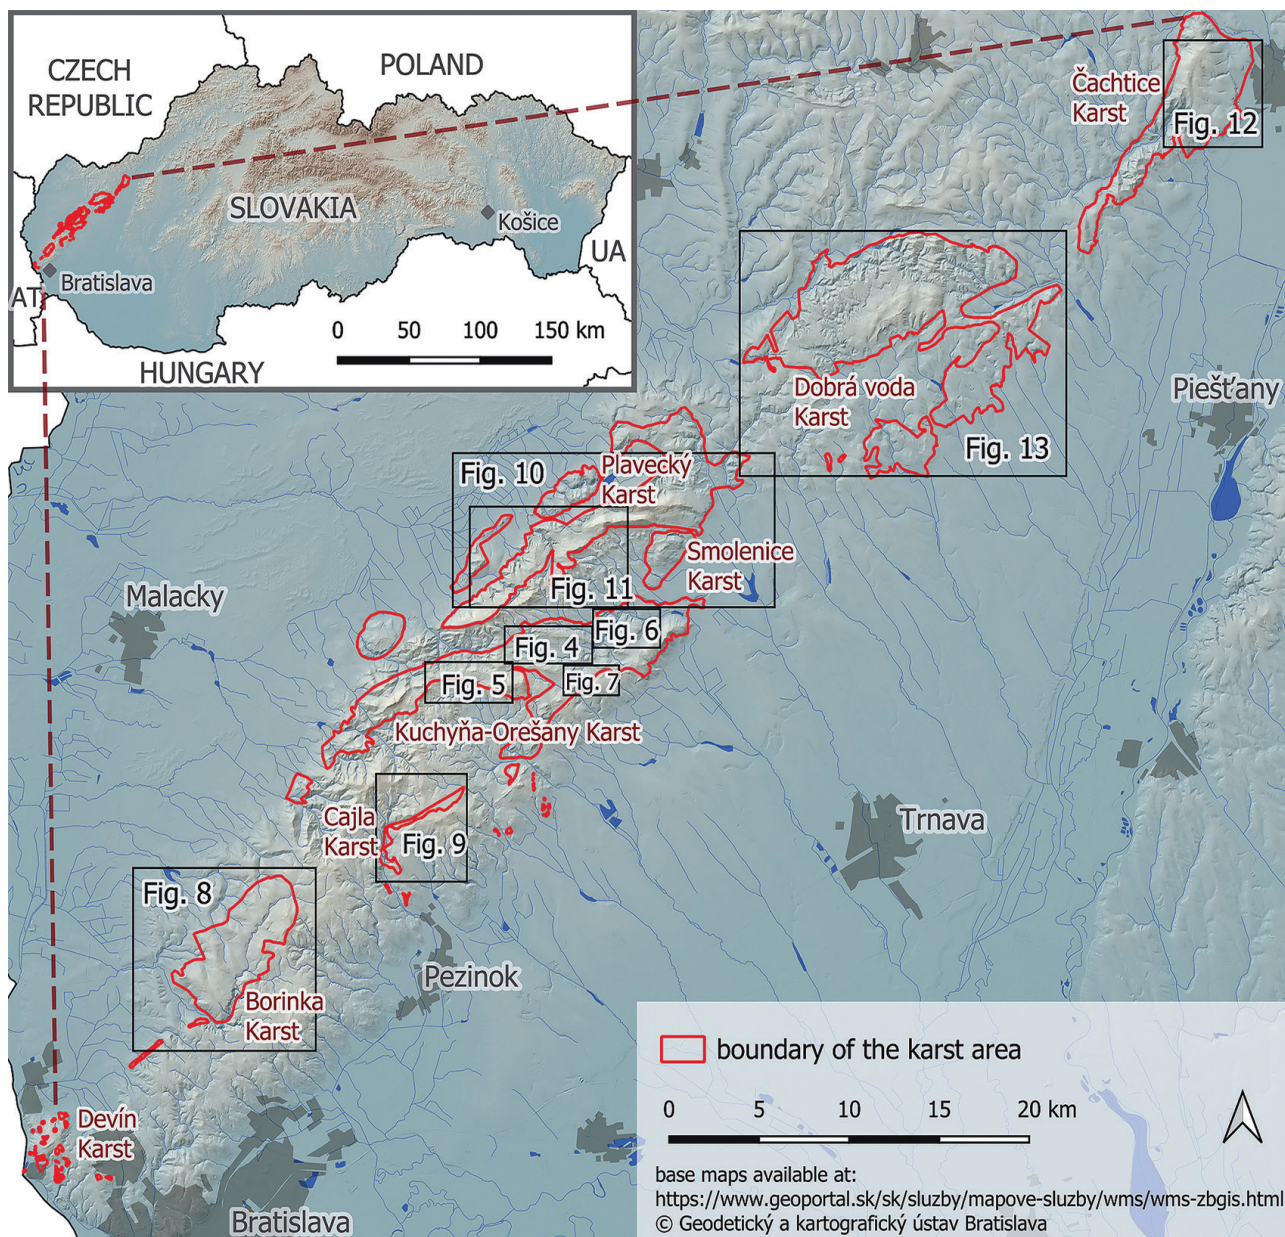 CZECH
REPUBLIC
POLAND
SLOVAKIA
Košice
UA
Bratislava
AT
0 50 100 150 km
HUNGARY
Čachtice
Karst
Fig. 12
Dobrá voda
Karst
Fig. 13
Piešťany
Fig. 10
Plavecký
Karst
Smolenice
Karst
Fig. 11
Malacky
Fig. 6
Fig. 4
Fig. 5
Fig. 7
Kuchyňa-Orešany Karst
Cajla
Karst
Fig. 9
Trnava
Fig. 8
Pezinok
Borinka
Karst
Devín
Karst
Bratislava
boundary of the karst area
0 5 10 15 20 km
base maps available at:
https://www.geoportal.sk/sk/sluzby/mapove-sluzby/wms/wms-zbgis.html
© Geodetický a kartografický ústav Bratislava